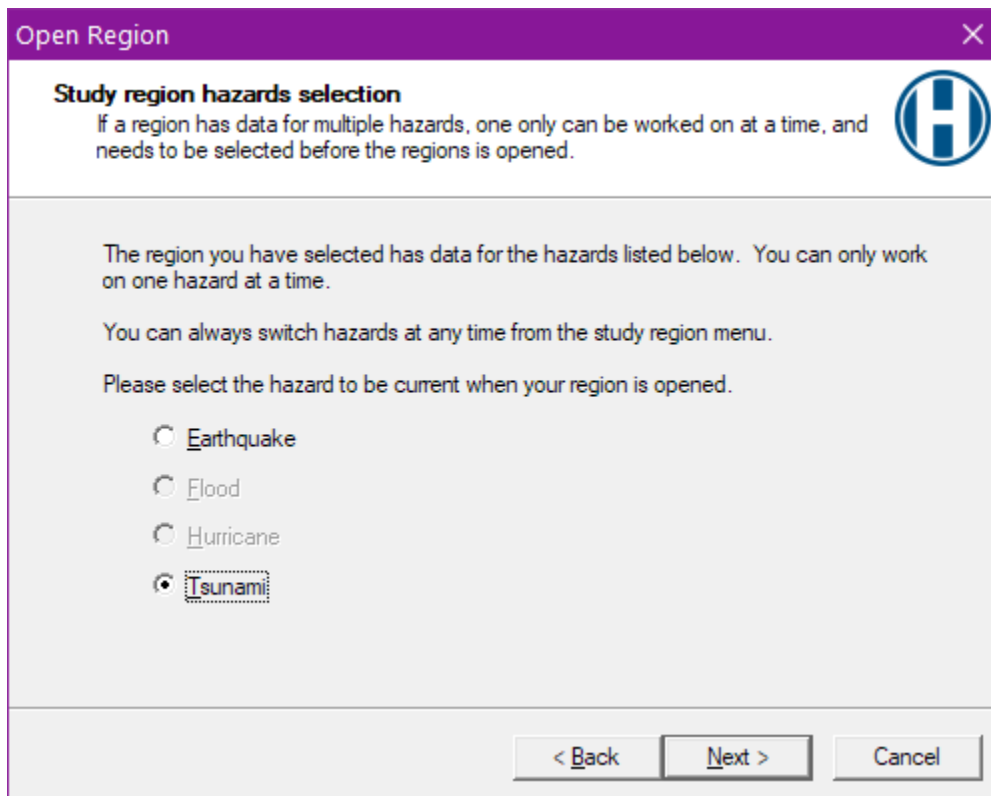 Open Region
Study region hazards selection
If a region has data for multiple hazards, one only can be worked on at a time, and
needs to be selected before the regions is opened.
The region you have selected has data for the hazards listed below.  You can only work
on one hazard at a time.
You can always switch hazards at any time from the study region menu.
Please select the hazard to be current when your region is opened.
Earthquake
Flood
Hurricane
Tsunami
< Back
Next >
Cancel